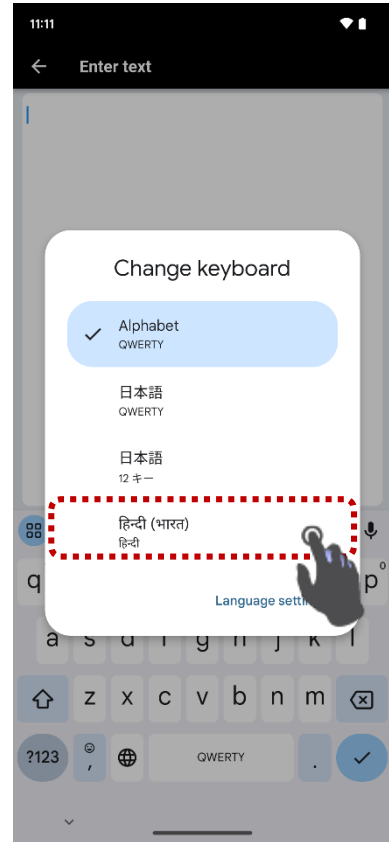 11:11
Enter text
Change keyboard
Alphabet
QWERTY
日本語
QWERTY
日本語
12 キー
हिन्दी (भारत)
हिन्दी
Language
q p 0
a s d f g h j k l
z x c v b n m
?123 , QWERTY .